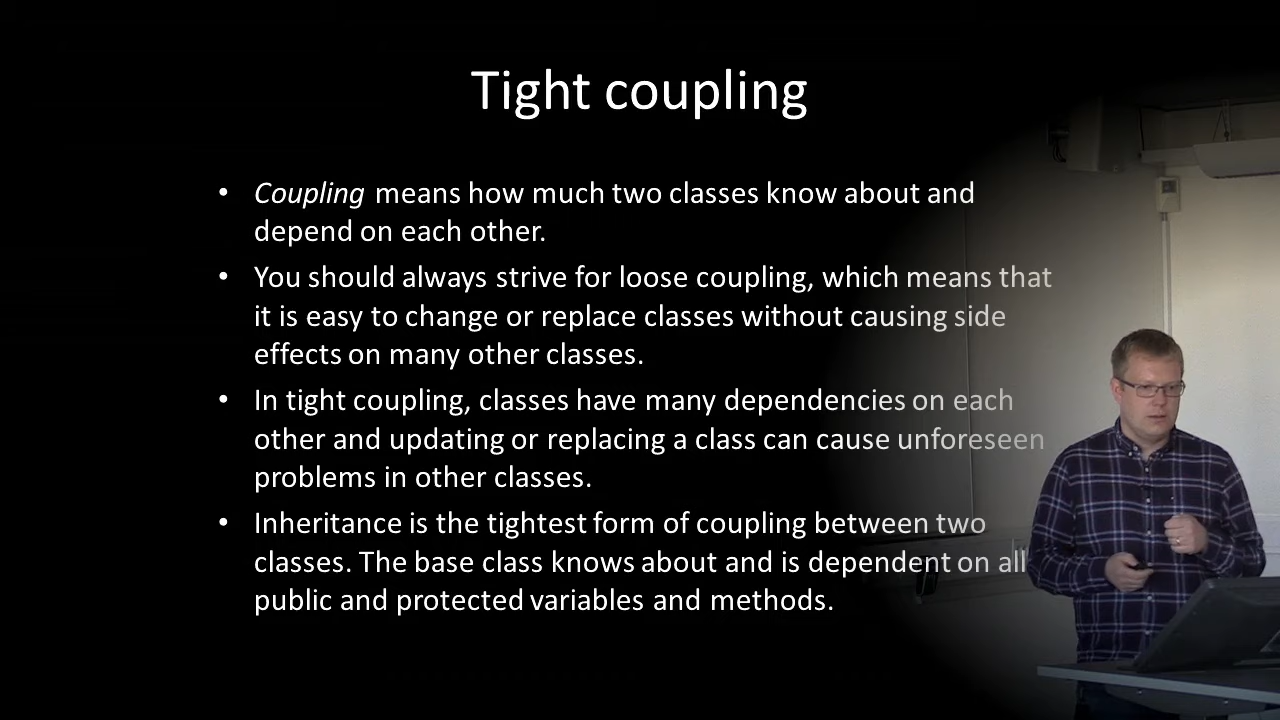 Tight coupling
• Coupling means how much two classes know about and
depend on each other.
• You should always strive for loose coupling, which means that
it is easy to change or replace classes without causing side
effects on many other classes.
• In tight coupling, classes have many dependencies on each
other and updating or replacing a class can cause unforeseen
problems in other classes.
• Inheritance is the tightest form of coupling between two
classes. The base class knows about and is dependent on all
public and protected variables and methods.